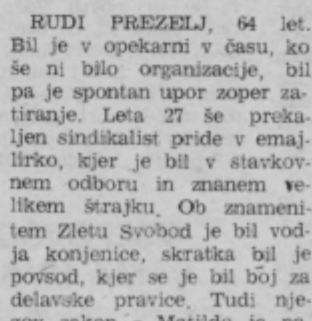 RUDI PREZELJ, 64 let.
Bil je v opekarni v času, ko
še ni bilo organizacije, bil
pa je spontan upor zoper za-
tiranje. Leta 27 še preka-
ljen sindikalist pride v emaj-
lirko, kjer je bil v stavkov-
nem odboru in znanem ve-
likem štrajku. Ob znameni-
tem Zletu Svobod je bil vod-
ja konjenice, skratka bil je
povsod, kjer se je bil boj za
delavske pravice. Tudi nje-